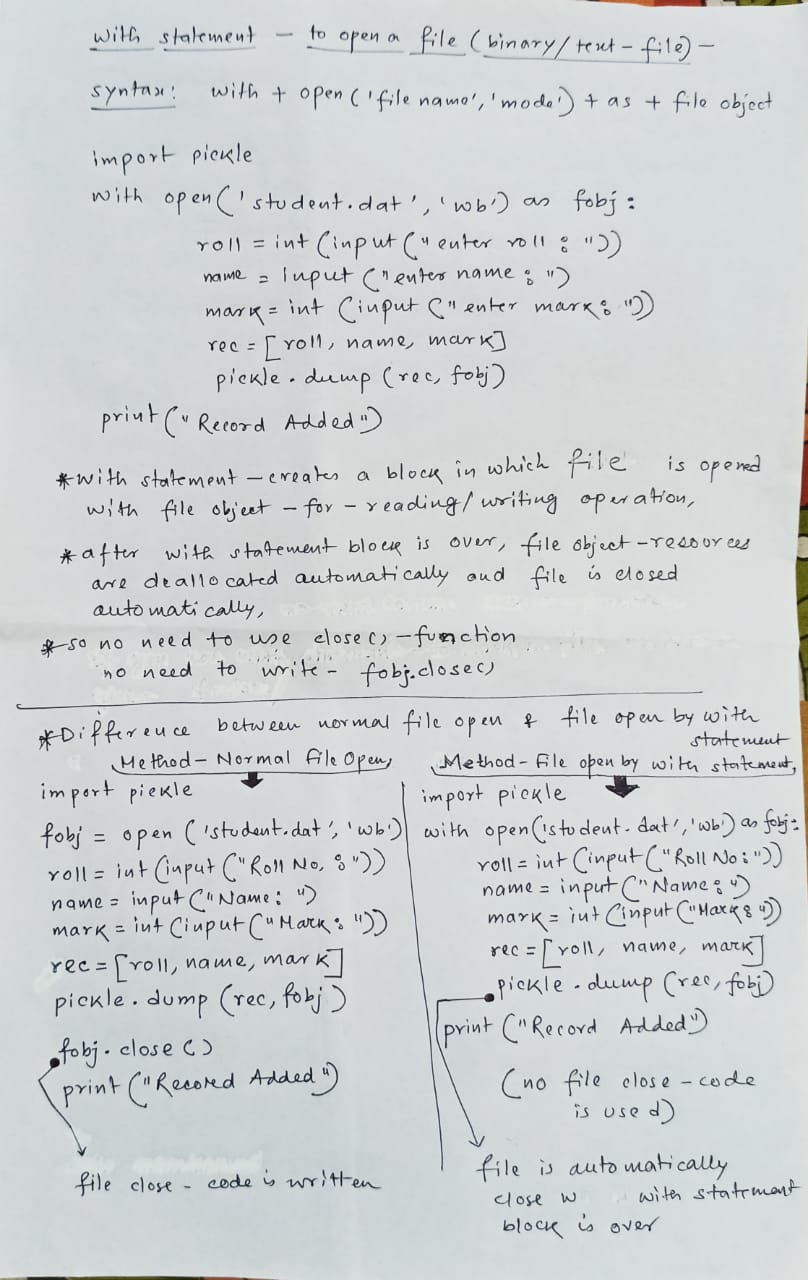 with statement - to open a file (binary/text-file) -
syntax: with + open('file name', 'mode') + as + file object
import pickle
with open('student.dat', 'wb') as fobj:
roll = int(input("enter roll : "))
name = input("enter name : ")
mark = int(input("enter mark: "))
rec = [roll, name, mark]
pickle.dump(rec, fobj)
print("Record Added")
*with statement - creates a block in which file is opened
with file object - for - reading/writing operation,
*after with statement block is over, file object - resources
are deallocated automatically and file is closed
automatically,
*so no need to use close() - function
no need to write - fobj.close()
*Difference between normal file open & file open by with
statement
Method - Normal File Open,
import pickle
fobj = open('student.dat', 'wb')
roll = int(input("Roll No, : "))
name = input("Name: ")
mark = int(input("Mark: "))
rec = [roll, name, mark]
pickle.dump(rec, fobj)
fobj.close()
print("Record Added")
file close - code is written
Method - File open by with statement,
import pickle
with open('student.dat', 'wb') as fobj:
roll = int(input("Roll No: "))
name = input("Name: ")
mark = int(input("Mark: "))
rec = [roll, name, mark]
pickle.dump(rec, fobj)
print("Record Added")
(no file close - code
is used)
file is automatically
close w with statement
block is over